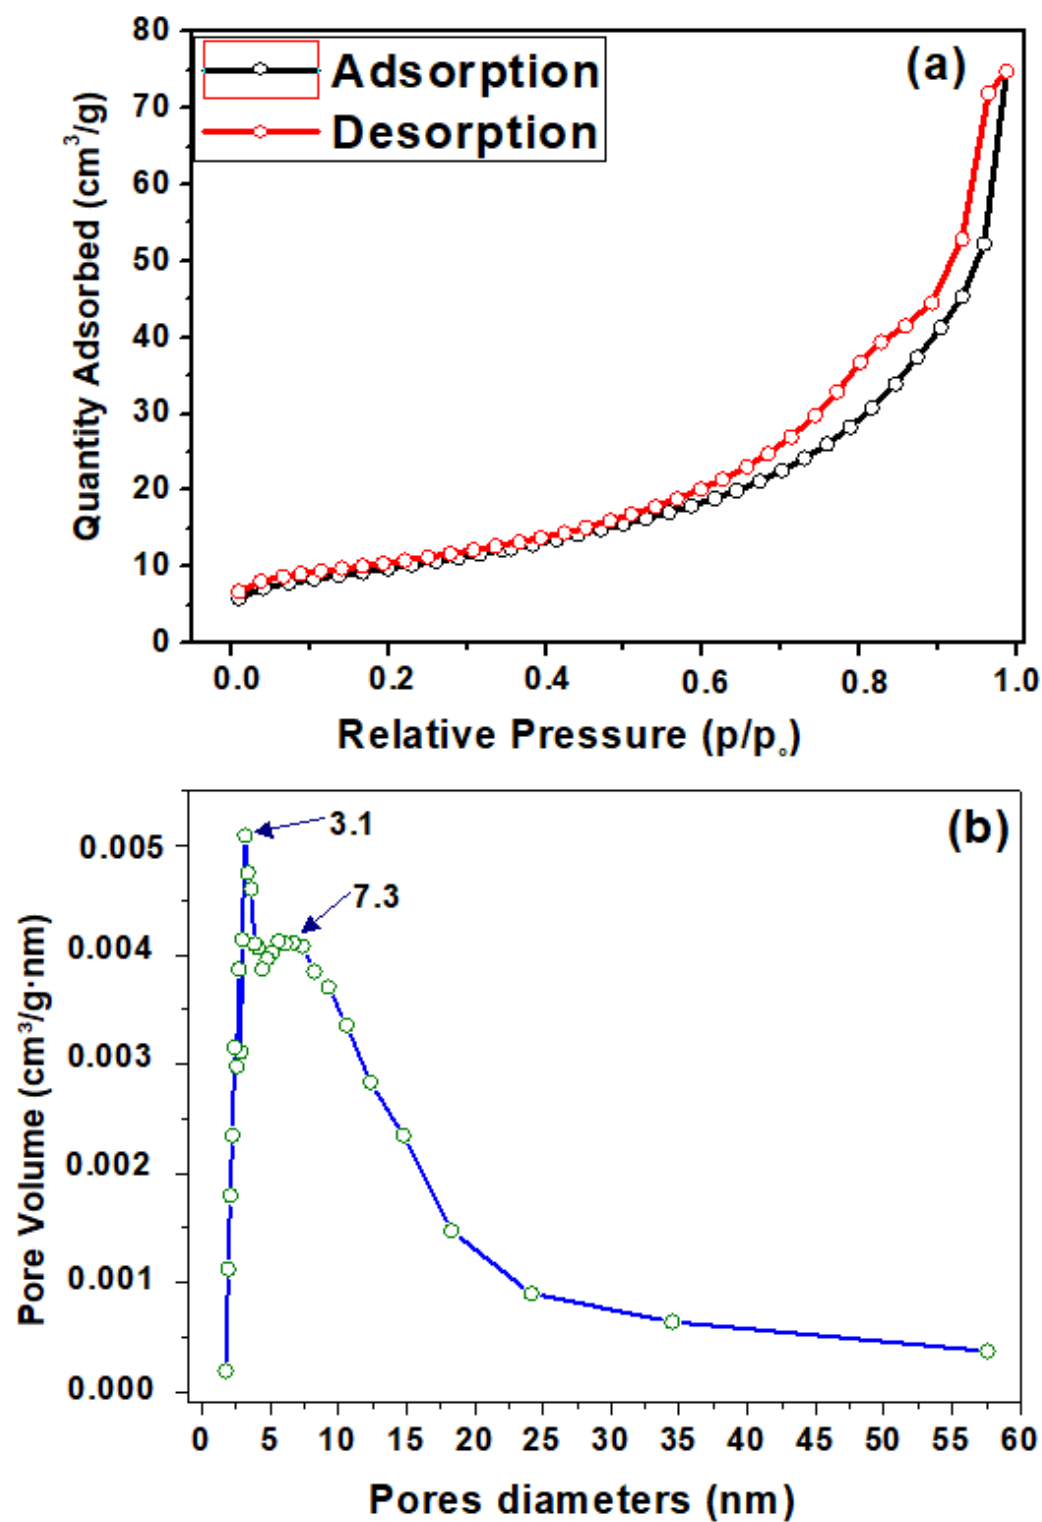 80
70
60
50
40
30
20
10
0
Quantity Adsorbed (cm³/g)
Adsorption
Desorption
(a)
0.0 0.2 0.4 0.6 0.8 1.0
Relative Pressure (p/p₀)
(b)
3.1
7.3
0.005
0.004
0.003
0.002
0.001
0.000
Pore Volume (cm³/g·nm)
0 5 10 15 20 25 30 35 40 45 50 55 60
Pores diameters (nm)